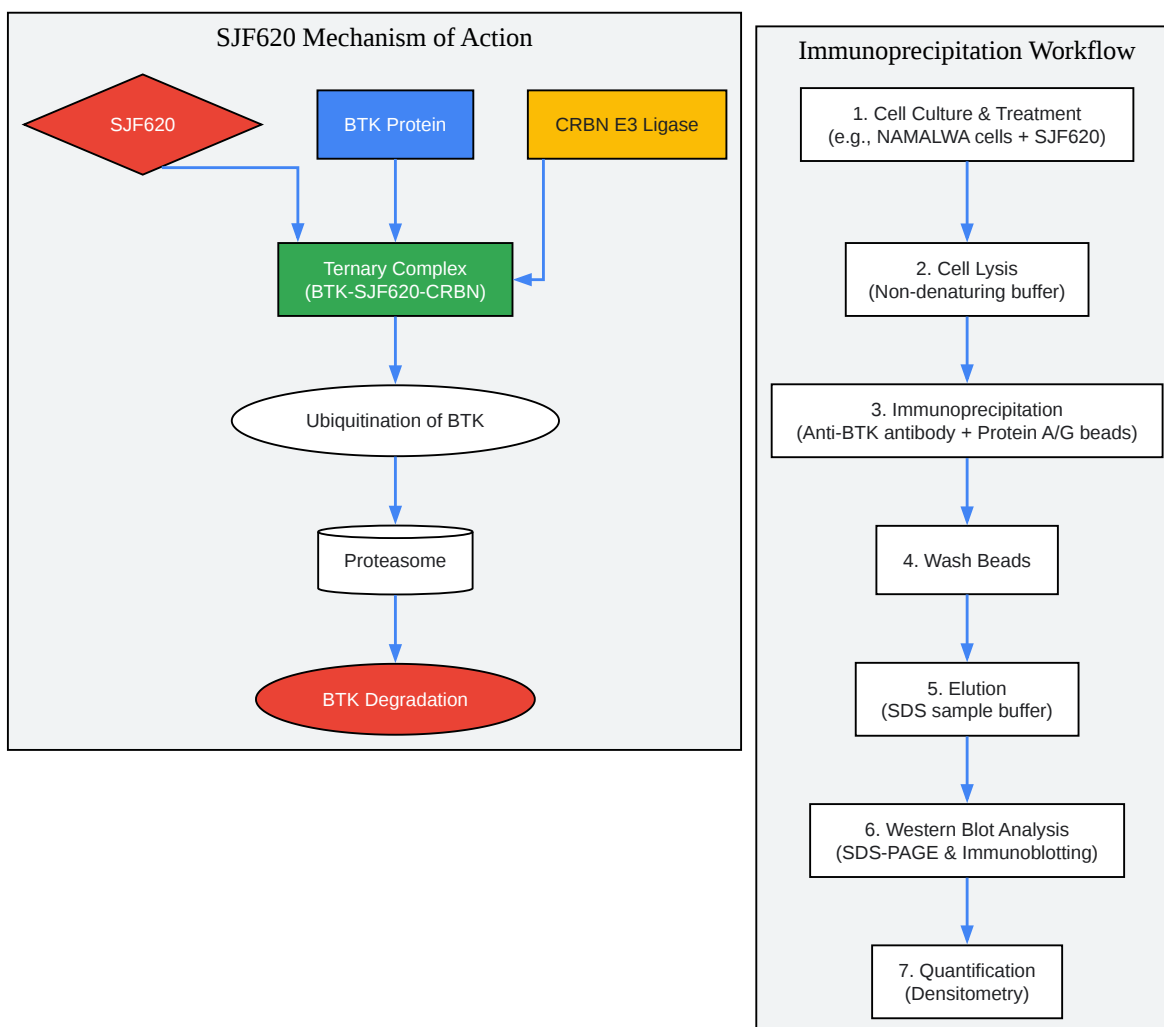 SJF620 Mechanism of Action
SJF620
BTK Protein
CRBN E3 Ligase
Ternary Complex
(BTK-SJF620-CRBN)
Ubiquitination of BTK
Proteasome
BTK Degradation
Immunoprecipitation Workflow
1. Cell Culture & Treatment
(e.g., NAMALWA cells + SJF620)
2. Cell Lysis
(Non-denaturing buffer)
3. Immunoprecipitation
(Anti-BTK antibody + Protein A/G beads)
4. Wash Beads
5. Elution
(SDS sample buffer)
6. Western Blot Analysis
(SDS-PAGE & Immunoblotting)
7. Quantification
(Densitometry)